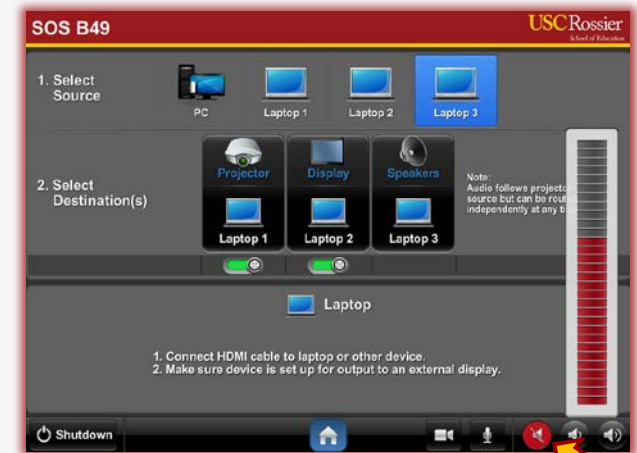 SOS B49
USC Rossier
School of Education
1. Select
Source
PC
Laptop 1
Laptop 2
Laptop 3
2. Select
Destination(s)
Projector
Display
Speakers
Laptop 1
Laptop 2
Laptop 3
Note:
Audio follows projector
source but can be
independently at any
Laptop
1. Connect HDMI cable to laptop or other device.
2. Make sure device is set up for output to an external display.
Shutdown